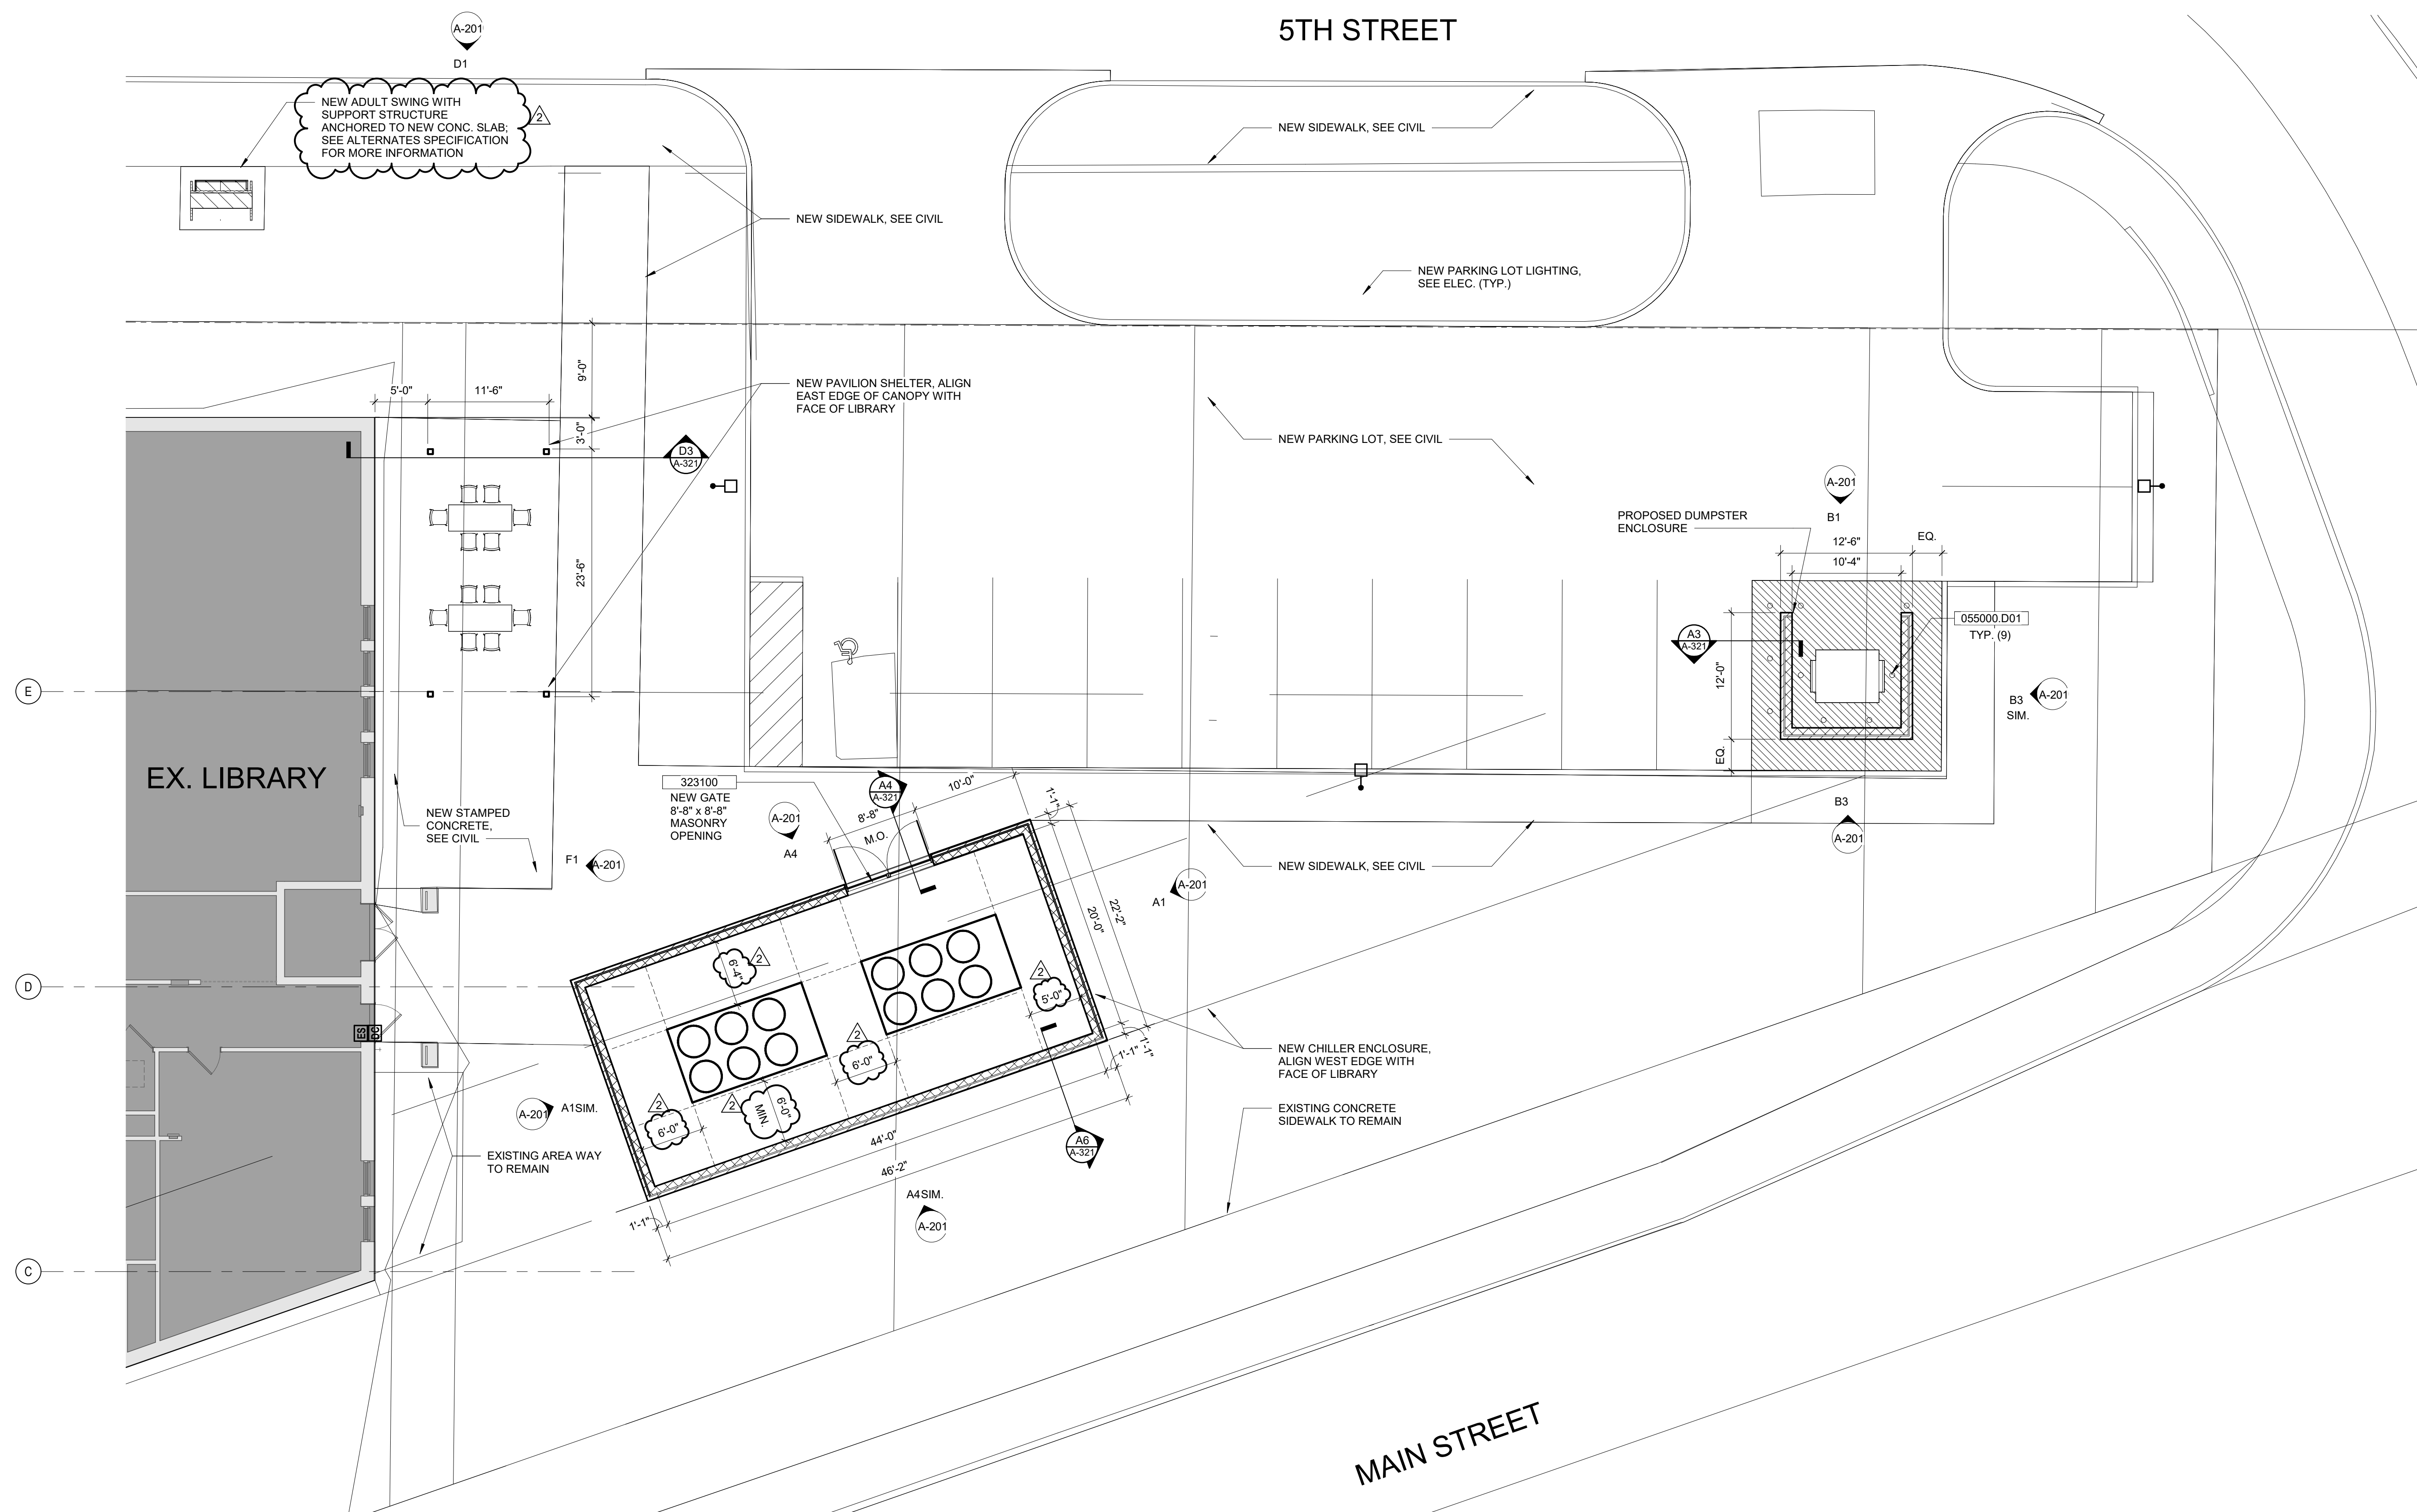 5TH STREET
A-201
D1
NEW ADULT SWING WITH
SUPPORT STRUCTURE
ANCHORED TO NEW CONC. SLAB;
SEE ALTERNATES SPECIFICATION
FOR MORE INFORMATION
2
NEW SIDEWALK, SEE CIVIL
NEW SIDEWALK, SEE CIVIL
NEW PARKING LOT LIGHTING,
SEE ELEC. (TYP.)
9'-0"
5'-0"
11'-6"
3'-0"
23'-6"
NEW PAVILION SHELTER, ALIGN
EAST EDGE OF CANOPY WITH
FACE OF LIBRARY
D3
A-321
NEW PARKING LOT, SEE CIVIL
A-201
B1
PROPOSED DUMPSTER
ENCLOSURE
12'-6"
EQ.
10'-4"
055000.D01
TYP. (9)
A3
A-321
12'-0"
EQ.
B3
SIM.
A-201
B3
A-201
E
EX. LIBRARY
NEW STAMPED
CONCRETE,
SEE CIVIL
323100
NEW GATE
8'-8" x 8'-8"
MASONRY
OPENING
A-201
A4
F1
A-201
A4
A-321
8'-8"
M.O.
10'-0"
1'-1"
NEW SIDEWALK, SEE CIVIL
A-201
A1
20'-0"
22'-2"
D
6'-4"
2
2
5'-0"
ES
DC
2
6'-0"
1'-1"
1'-1"
NEW CHILLER ENCLOSURE,
ALIGN WEST EDGE WITH
FACE OF LIBRARY
A-201
A1SIM.
2
6'-0"
2
6'-0"
MIN.
44'-0"
46'-2"
A6
A-321
EXISTING CONCRETE
SIDEWALK TO REMAIN
EXISTING AREA WAY
TO REMAIN
A4SIM.
A-201
1'-1"
C
MAIN STREET